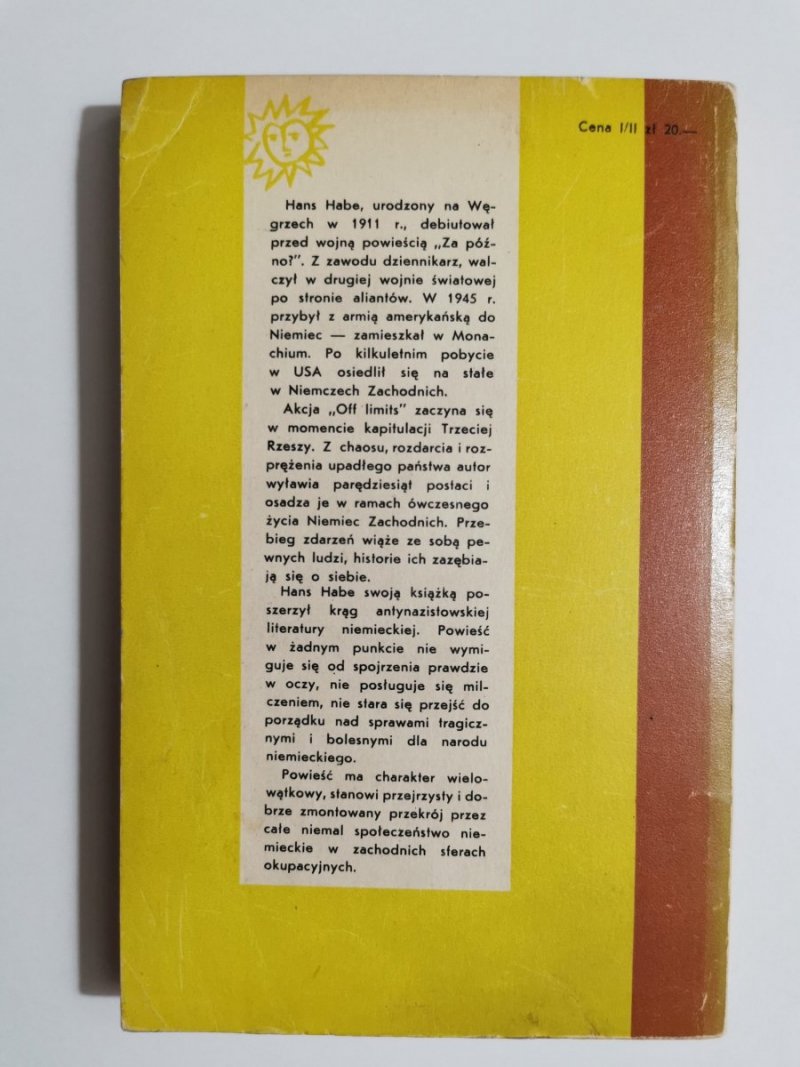 Cena I/II zł 20.—
Hans Habe, urodzony na Wę-
grzech w 1911 r., debiutował
przed wojną powieścią „Za póź-
no?". Z zawodu dziennikarz, wal-
czył w drugiej wojnie światowej
po stronie aliantów. W 1945 r.
przybył z armią amerykańską do
Niemiec — zamieszkał w Mona-
chium. Po kilkuletnim pobycie
w USA osiedlił się na stałe
w Niemczech Zachodnich.
Akcja „Off limits" zaczyna się
w momencie kapitulacji Trzeciej
Rzeszy. Z chaosu, rozdarcia i roz-
prężenia upadłego państwa autor
wyławia parędziesiąt postaci i
osadza je w ramach ówczesnego
życia Niemiec Zachodnich. Prze-
bieg zdarzeń wiąże ze sobą pe-
wnych ludzi, historie ich zazębia-
ją się o siebie.
Hans Habe swoją książką po-
szerzył krąg antynazistowskiej
literatury niemieckiej. Powieść
w żadnym punkcie nie wymi-
guje się od spojrzenia prawdzie
w oczy, nie posługuje się mil-
czeniem, nie stara się przejść do
porządku nad sprawami tragicz-
nymi i bolesnymi dla narodu
niemieckiego.
Powieść ma charakter wielo-
wątkowy, stanowi przejrzysty i do-
brze zmontowany przekrój przez
całe niemal społeczeństwo nie-
mieckie w zachodnich sferach
okupacyjnych.